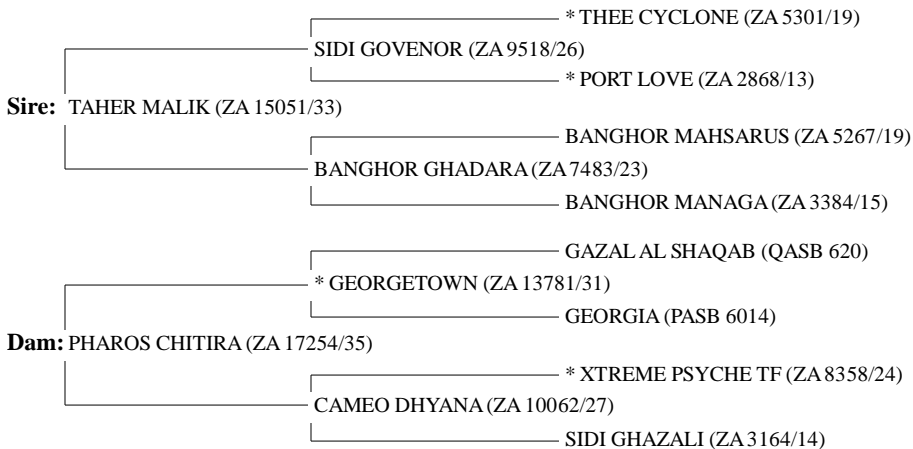 * THEE CYCLONE (ZA 5301/19)
SIDI GOVENOR (ZA 9518/26)
* PORT LOVE (ZA 2868/13)
Sire: TAHER MALIK (ZA 15051/33)
BANGHOR MAHSARUS (ZA 5267/19)
BANGHOR GHADARA (ZA 7483/23)
BANGHOR MANAGA (ZA 3384/15)
GAZAL AL SHAQAB (QASB 620)
* GEORGETOWN (ZA 13781/31)
GEORGIA (PASB 6014)
Dam: PHAROS CHITIRA (ZA 17254/35)
* XTREME PSYCHE TF (ZA 8358/24)
CAMEO DHYANA (ZA 10062/27)
SIDI GHAZALI (ZA 3164/14)